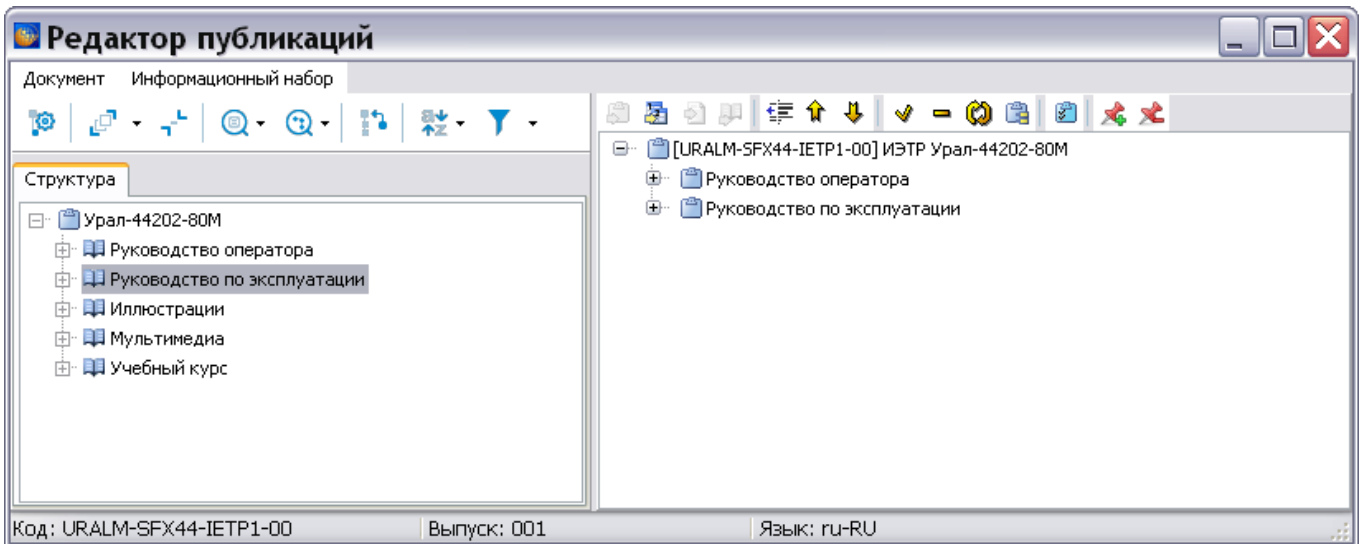 Редактор публикаций
Документ Информационный набор
Структура
Урал-44202-80М
Руководство оператора
Руководство по эксплуатации
Иллюстрации
Мультимедиа
Учебный курс
[URALM-SFX44-IETP1-00] ИЭТР Урал-44202-80М
Руководство оператора
Руководство по эксплуатации
Код: URALM-SFX44-IETP1-00 Выпуск: 001 Язык: ru-RU